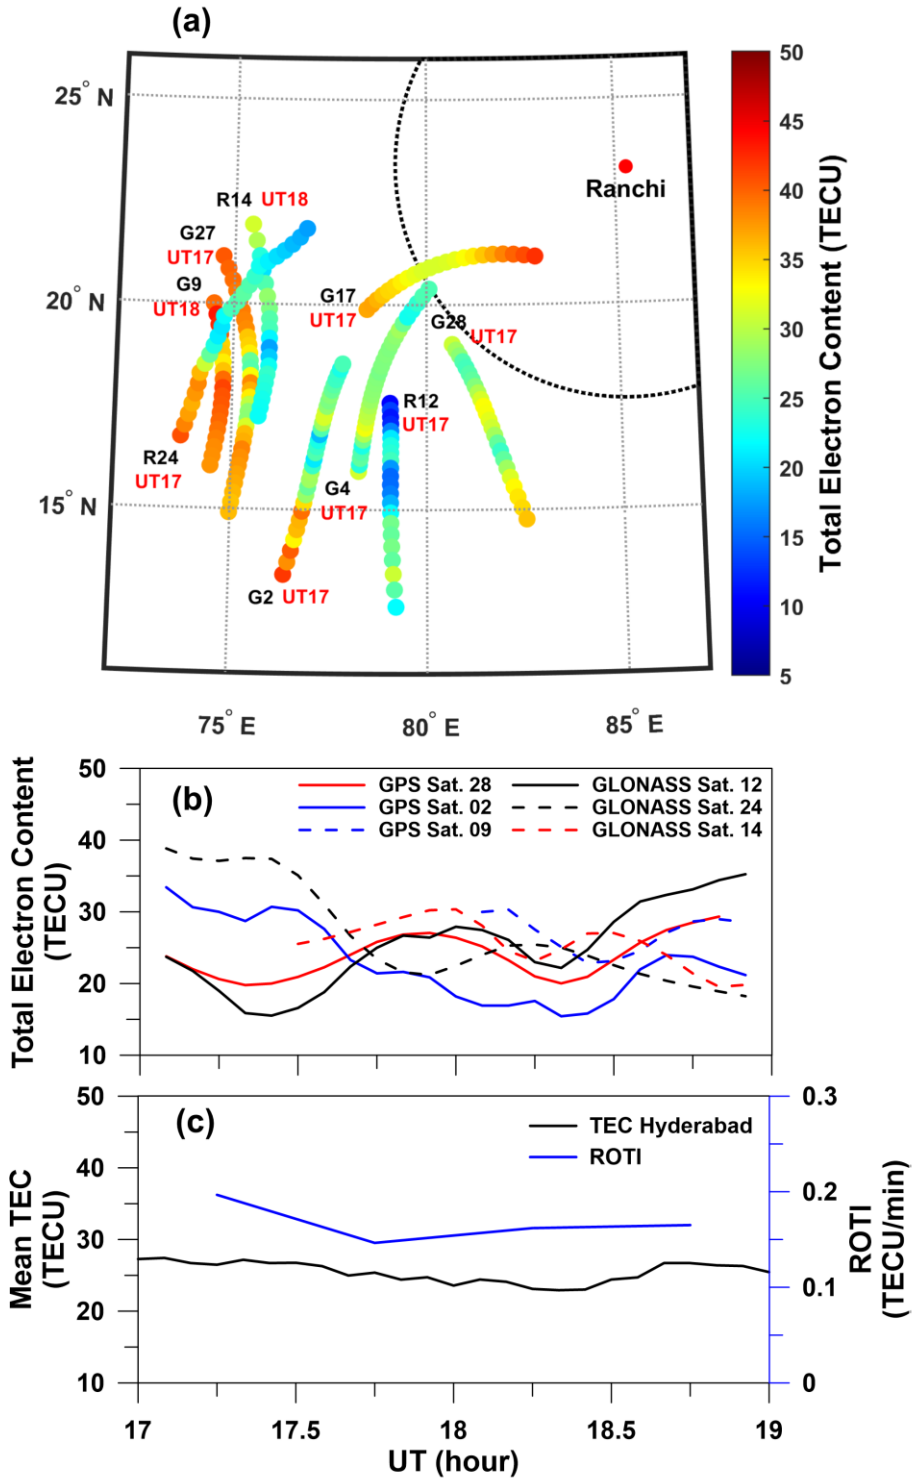 (a)
50
25° N
45
Ranchi
R14 UT18
40
G27
UT17
G9
20° N
UT18
G17
UT17
35
G28
UT17
30
R12
UT17
25
R24
UT17
G4
UT17
20
15° N
15
G2 UT17
10
5
Total Electron Content (TECU)
75° E
80° E
85° E
50
(b)
GPS Sat. 28
GLONASS Sat. 12
GPS Sat. 02
GLONASS Sat. 24
GPS Sat. 09
GLONASS Sat. 14
40
30
20
10
Total Electron Content
(TECU)
50
(c)
0.3
TEC Hyderabad
ROTI
40
0.2
30
0.1
20
10
0
Mean TEC
(TECU)
ROTI
(TECU/min)
17
17.5
18
18.5
19
UT (hour)